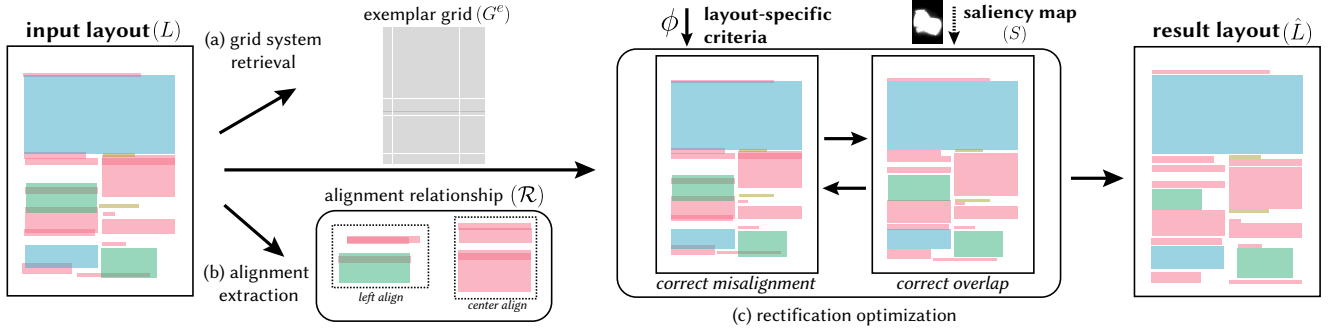 input layout (L)
(a) grid system
retrieval
exemplar grid (Gᵉ)
alignment relationship (ℛ)
(b) alignment
extraction
left align
center align
ϕ
layout-specific
criteria
saliency map
(S)
correct misalignment
correct overlap
(c) rectification optimization
result layout (L̂)